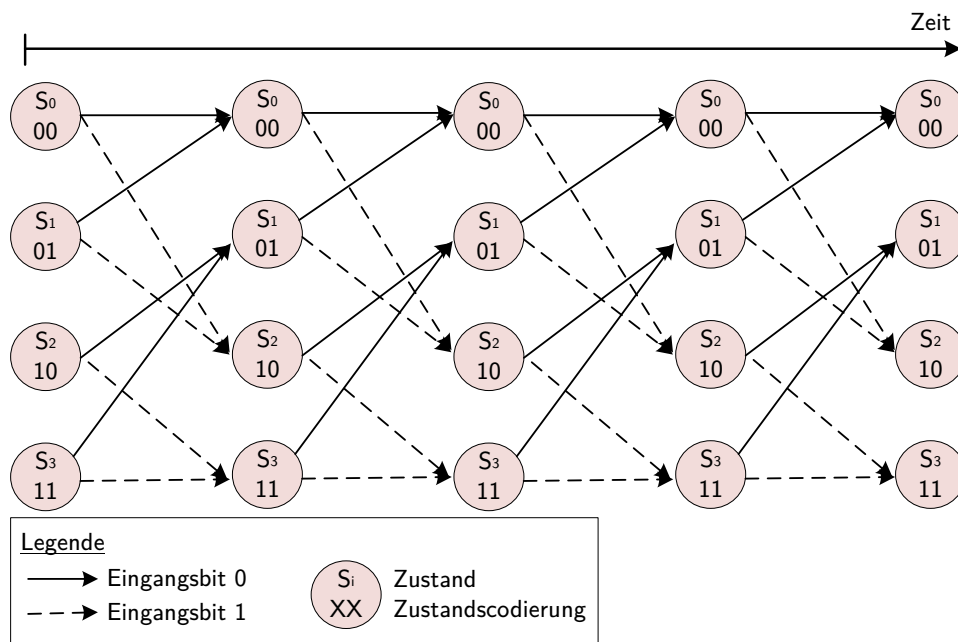 Zeit
S0 S0 S0 S0 S0
00 00 00 00 00
S1 S1 S1 S1 S1
01 01 01 01 01
S2 S2 S2 S2 S2
10 10 10 10 10
S3 S3 S3 S3 S3
11 11 11 11 11
Legende
Eingangsbit 0
Eingangsbit 1
Si Zustand
XX Zustandscodierung